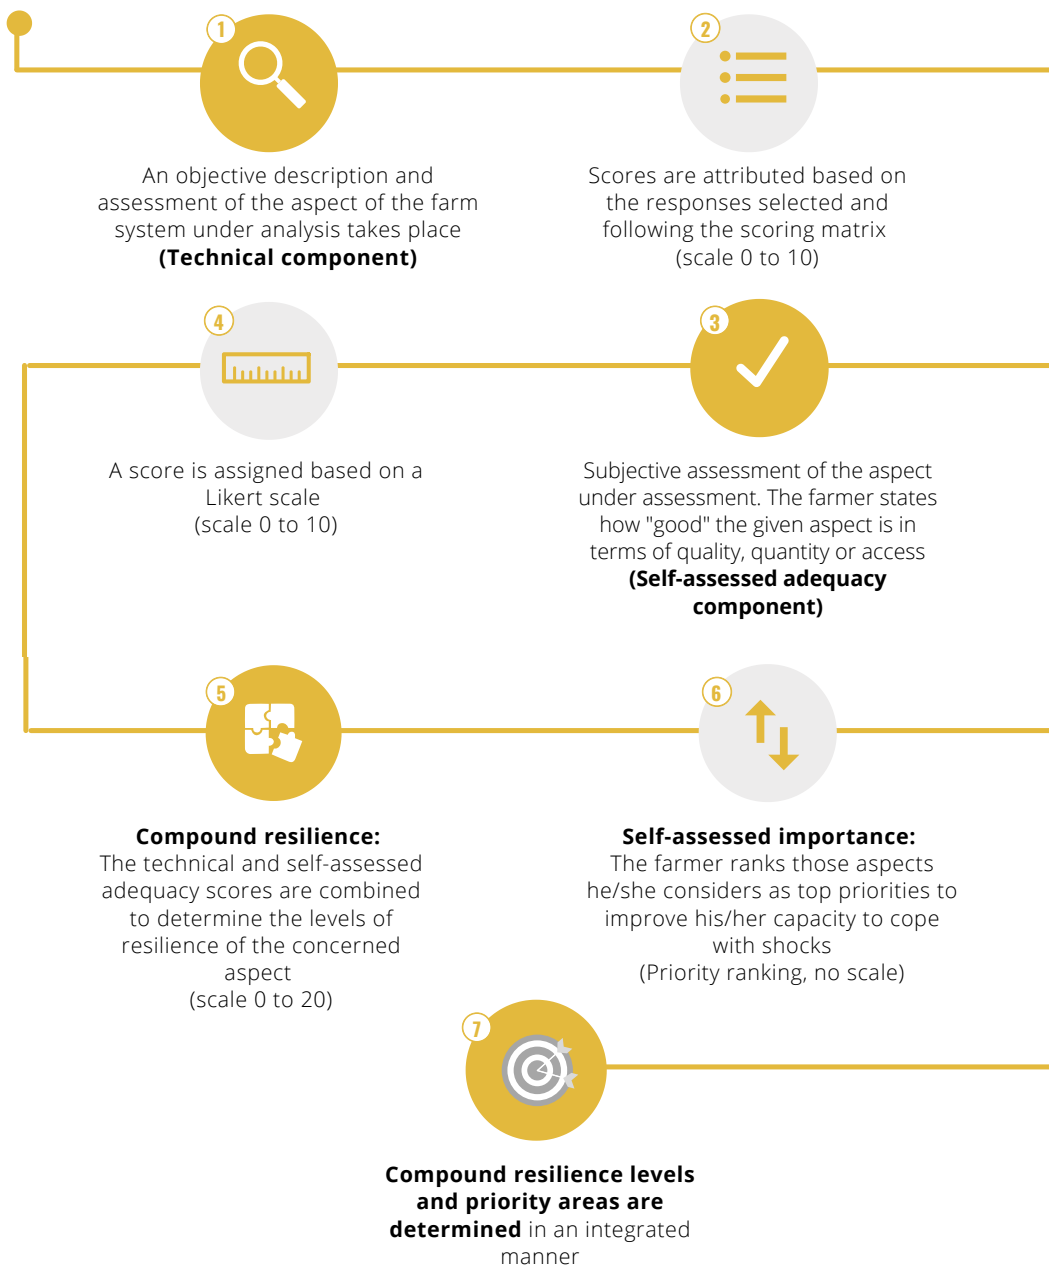 1
An objective description and
assessment of the aspect of the farm
system under analysis takes place
(Technical component)
2
Scores are attributed based on
the responses selected and
following the scoring matrix
(scale 0 to 10)
3
Subjective assessment of the aspect
under assessment. The farmer states
how "good" the given aspect is in
terms of quality, quantity or access
(Self-assessed adequacy
component)
4
A score is assigned based on a
Likert scale
(scale 0 to 10)
5
Compound resilience:
The technical and self-assessed
adequacy scores are combined
to determine the levels of
resilience of the concerned
aspect
(scale 0 to 20)
6
Self-assessed importance:
The farmer ranks those aspects
he/she considers as top priorities to
improve his/her capacity to cope
with shocks
(Priority ranking, no scale)
7
Compound resilience levels
and priority areas are
determined in an integrated
manner